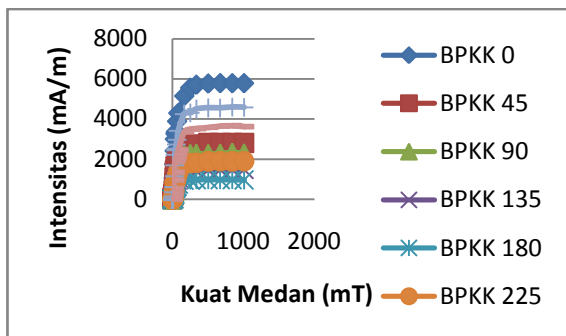 Intensitas (mA/m)
8000
6000
4000
2000
0
0 1000 2000
Kuat Medan (mT)
BPKK 0
BPKK 45
BPKK 90
BPKK 135
BPKK 180
BPKK 225